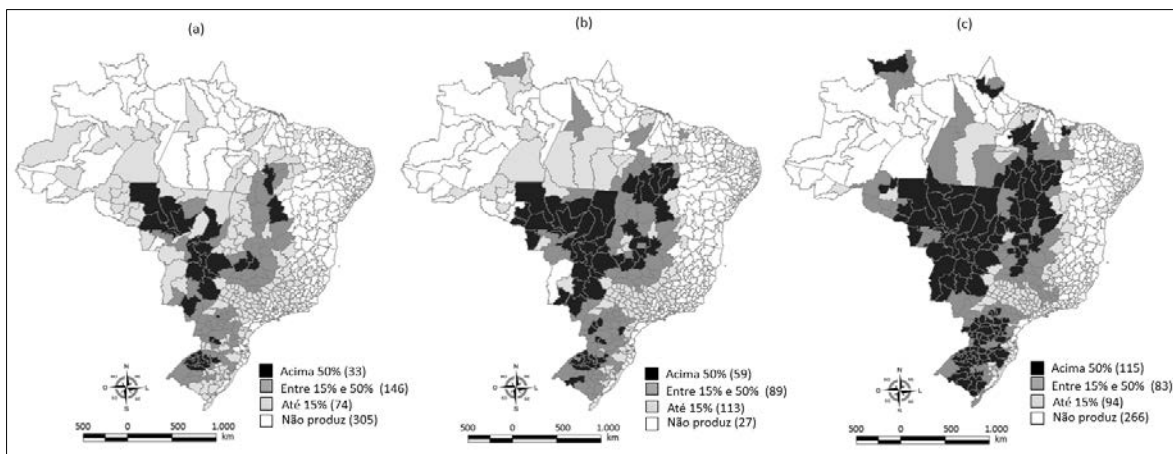 (a)
N
L
S
Acima 50% (33)
Entre 15% e 50% (146)
Até 15% (74)
Não produz (305)
500 0 500 1.000
km
(b)
N
L
S
Acima 50% (59)
Entre 15% e 50% (89)
Até 15% (113)
Não produz (27)
500 0 500 1.000
km
(c)
N
L
S
Acima 50% (115)
Entre 15% e 50% (83)
Até 15% (94)
Não produz (266)
500 0 500 1.000
km